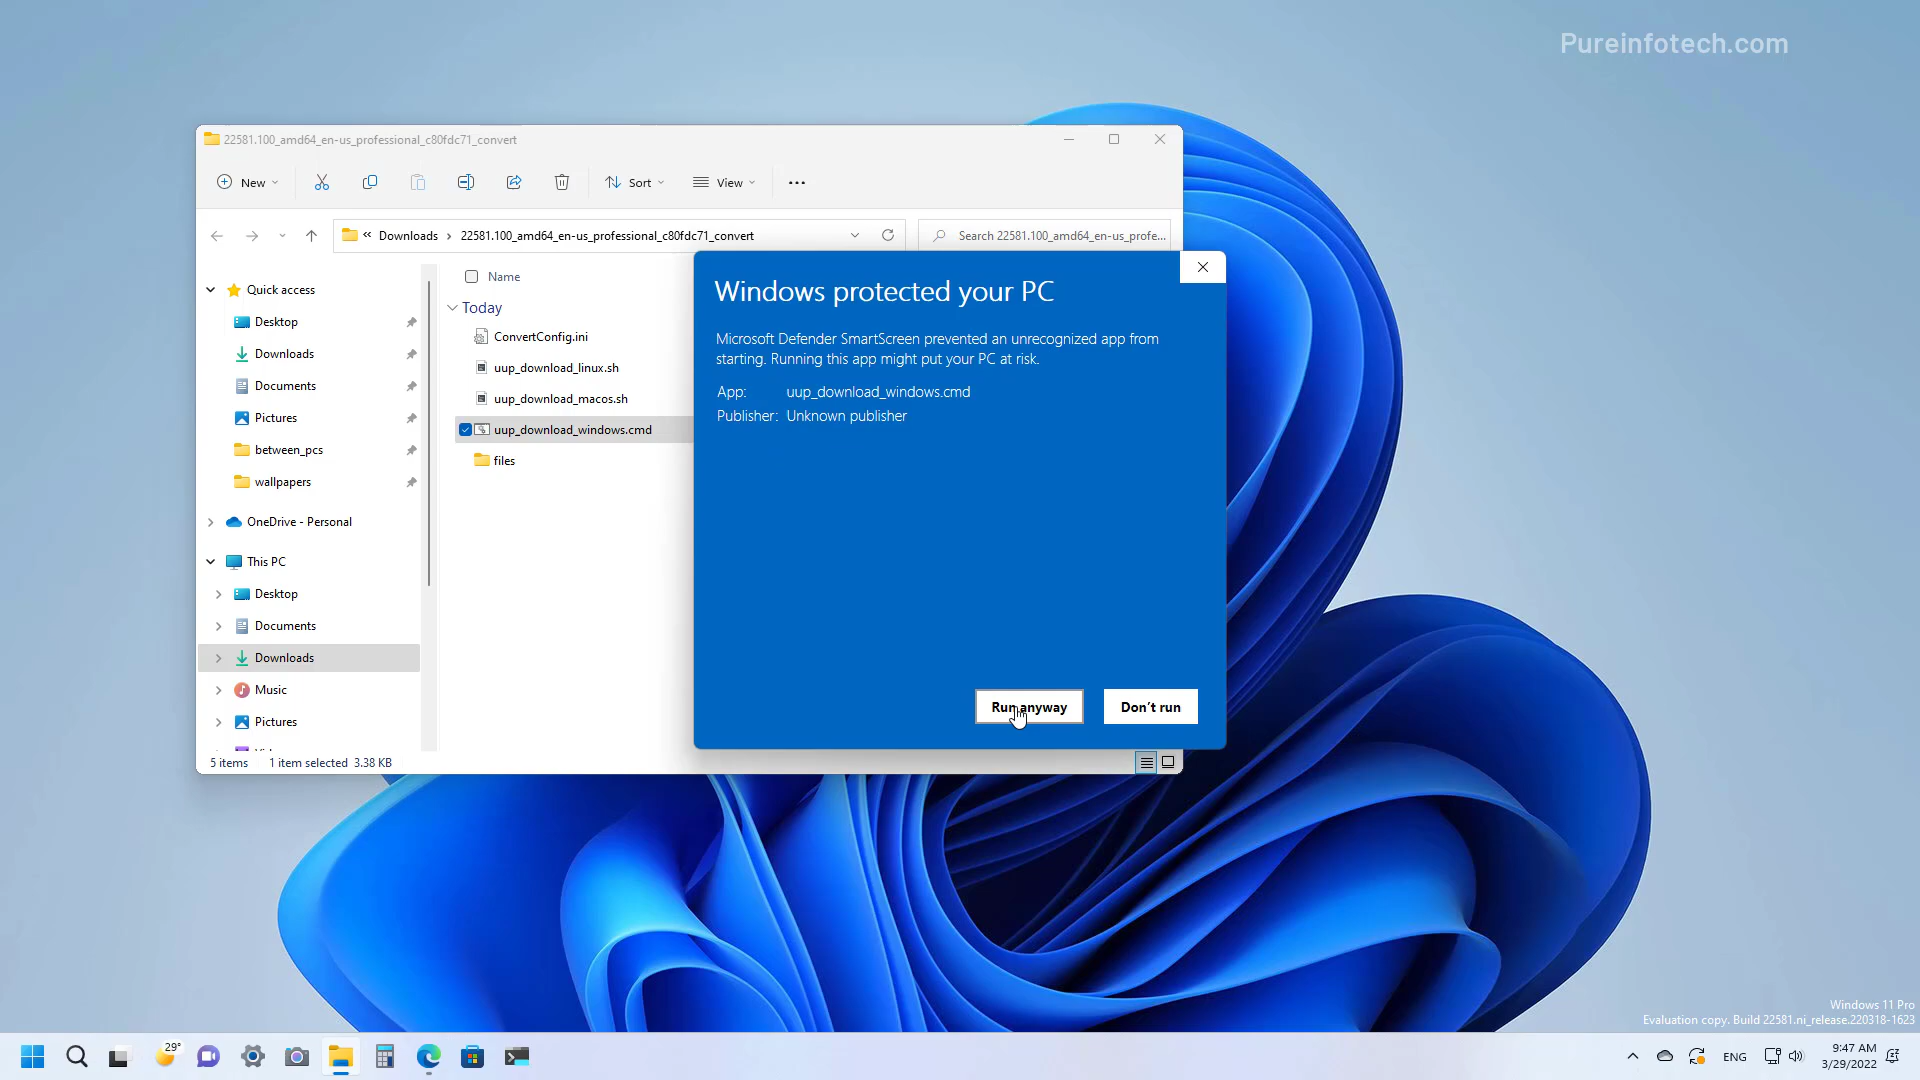 Pureinfotech.com
22581.100_amd64_en-us_professional_c80fdc71_convert
New
Sort
View
« Downloads › 22581.100_amd64_en-us_professional_c80fdc71_convert
Search 22581.100_amd64_en-us_profe...
Quick access
Desktop
Downloads
Documents
Pictures
between_pcs
wallpapers
OneDrive - Personal
This PC
Desktop
Documents
Downloads
Music
Pictures
Name
Today
ConvertConfig.ini
uup_download_linux.sh
uup_download_macos.sh
uup_download_windows.cmd
files
5 items
1 item selected 3.38 KB
Windows protected your PC
Microsoft Defender SmartScreen prevented an unrecognized app from
starting. Running this app might put your PC at risk.
App: uup_download_windows.cmd
Publisher: Unknown publisher
Run anyway
Don't run
Windows 11 Pro
Evaluation copy. Build 22581.ni_release.220318-1623
29°
ENG
9:47 AM
3/29/2022